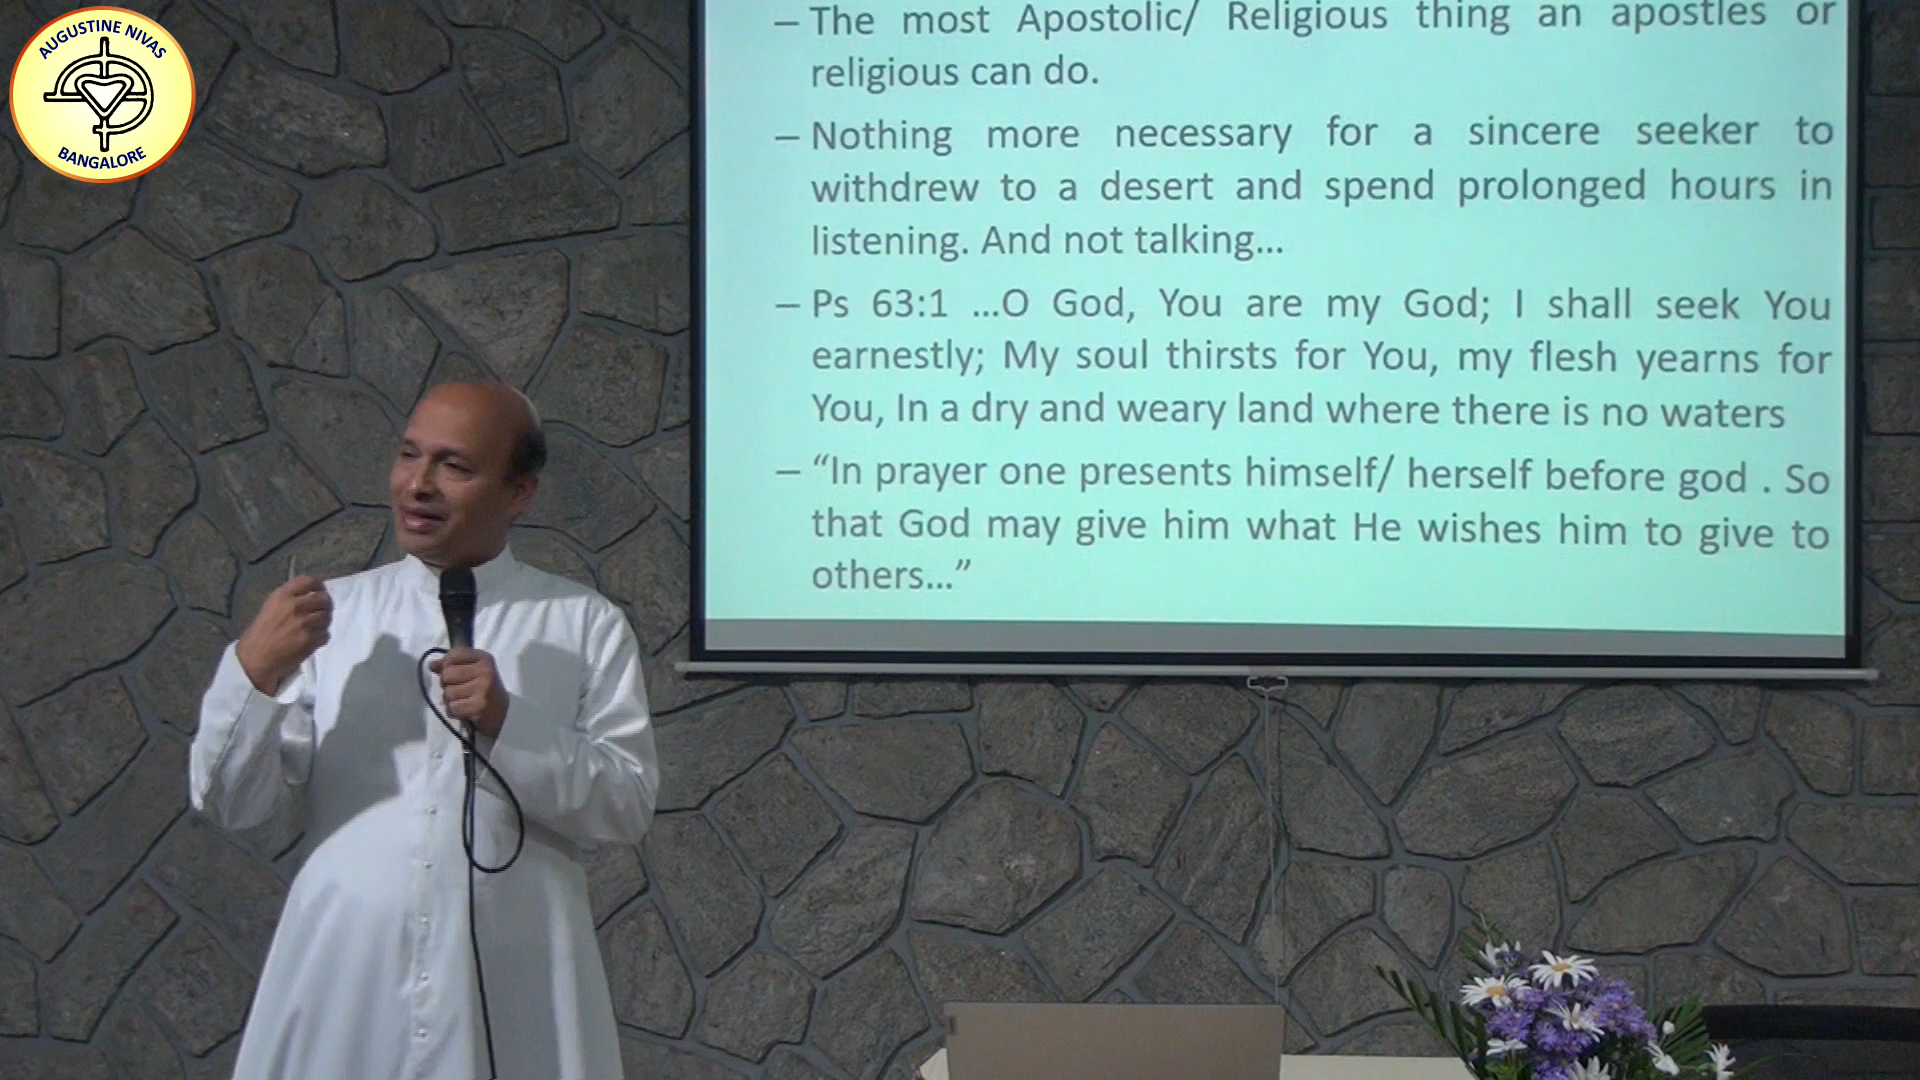 AUGUSTINE NIVAS
BANGALORE
– The most Apostolic/ Religious thing an apostles or
religious can do.
– Nothing more necessary for a sincere seeker to
withdrew to a desert and spend prolonged hours in
listening. And not talking...
– Ps 63:1 ...O God, You are my God; I shall seek You
earnestly; My soul thirsts for You, my flesh yearns for
You, In a dry and weary land where there is no waters
– “In prayer one presents himself/ herself before god . So
that God may give him what He wishes him to give to
others...”